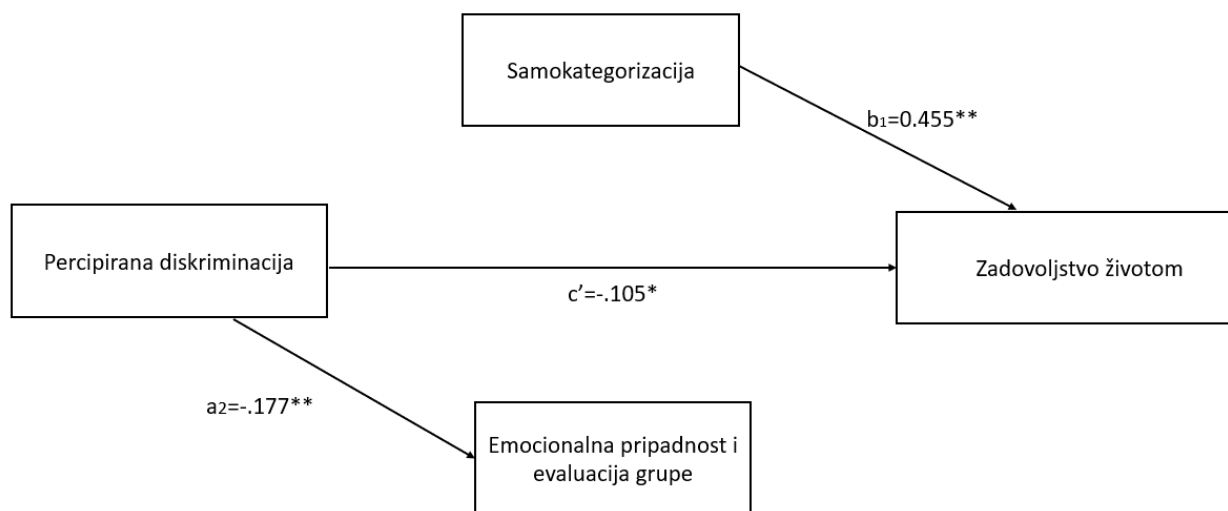 Samokategorizacija
b₁=0.455**
Percipirana diskriminacija
Zadovoljstvo životom
c’=-.105*
a₂=-.177**
Emocionalna pripadnost i
evaluacija grupe